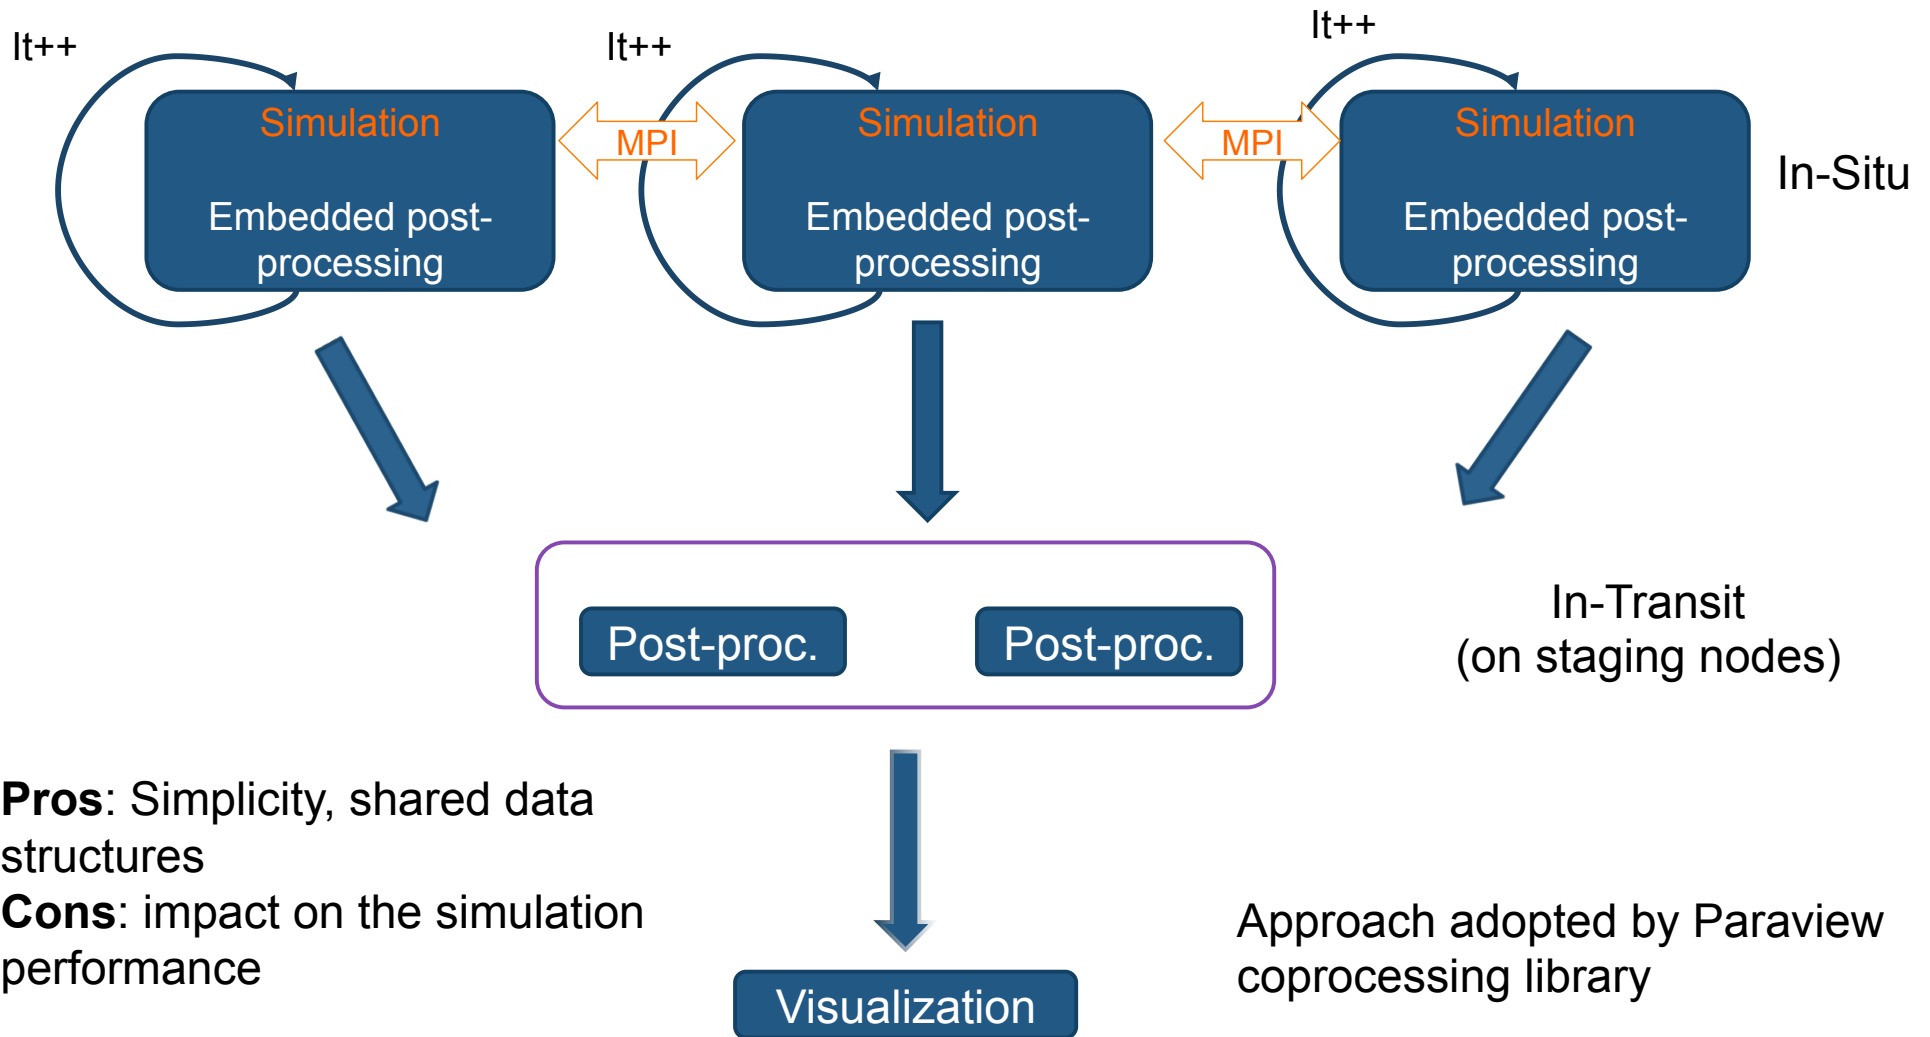 It++
It++
It++
Simulation
Embedded post-
processing
MPI
Simulation
Embedded post-
processing
MPI
Simulation
Embedded post-
processing
In-Situ
Post-proc.
Post-proc.
In-Transit
(on staging nodes)
Pros: Simplicity, shared data
structures
Cons: impact on the simulation
performance
Approach adopted by Paraview
coprocessing library
Visualization